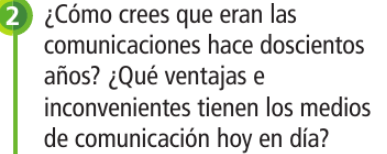 2 ¿Cómo crees que eran las
comunicaciones hace doscientos
años? ¿Qué ventajas e
inconvenientes tienen los medios
de comunicación hoy en día?